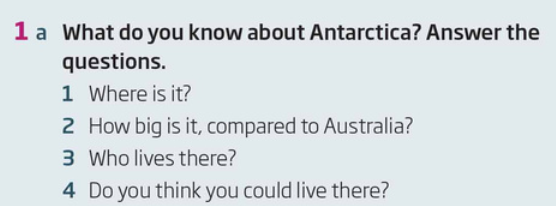 1 a What do you know about Antarctica? Answer the
questions.
1 Where is it?
2 How big is it, compared to Australia?
3 Who lives there?
4 Do you think you could live there?